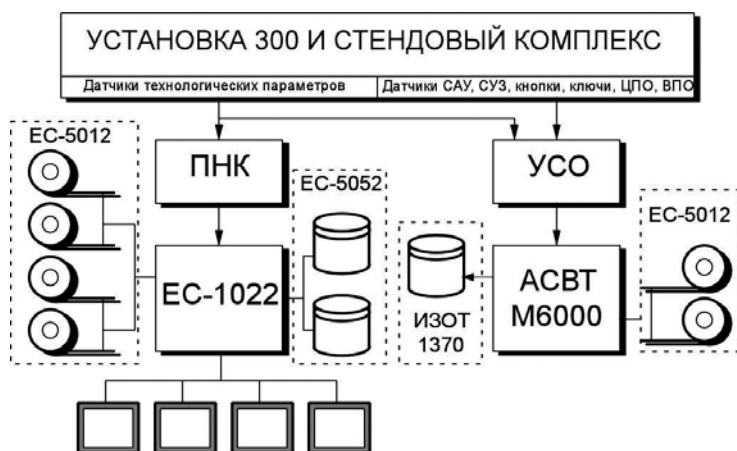 УСТАНОВКА 300 И СТЕНДОВЫЙ КОМПЛЕКС
Датчики технологических параметров
Датчики САУ, СУЗ, кнопки, ключи, ЦПО, ВПО
ЕС-5012
ПНК
ЕС-5052
УСО
ЕС-5012
ЕС-1022
ИЗОТ
1370
АСВТ
М6000